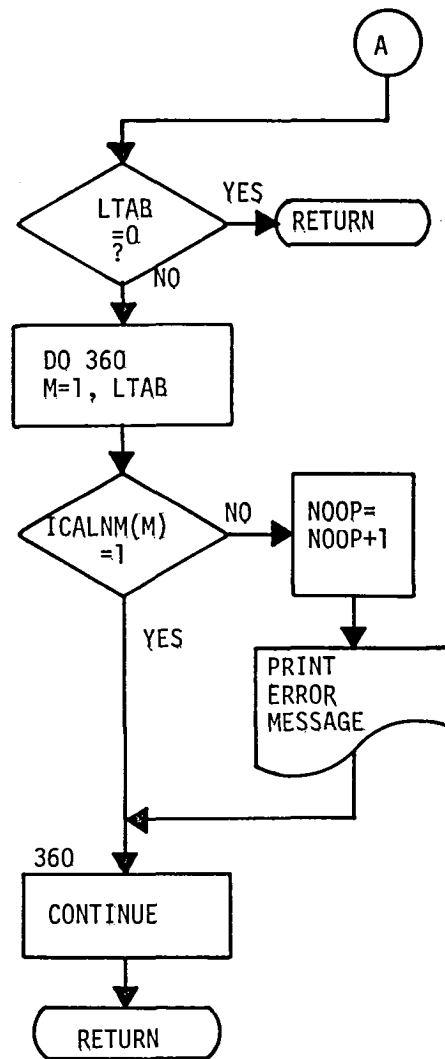 A
LTAB
=0
?
YES
RETURN
NO
DO 360
M=1, LTAB
ICALNM(M)
=1
NO
NOOP=
NOOP+1
YES
PRINT
ERROR
MESSAGE
360
CONTINUE
RETURN